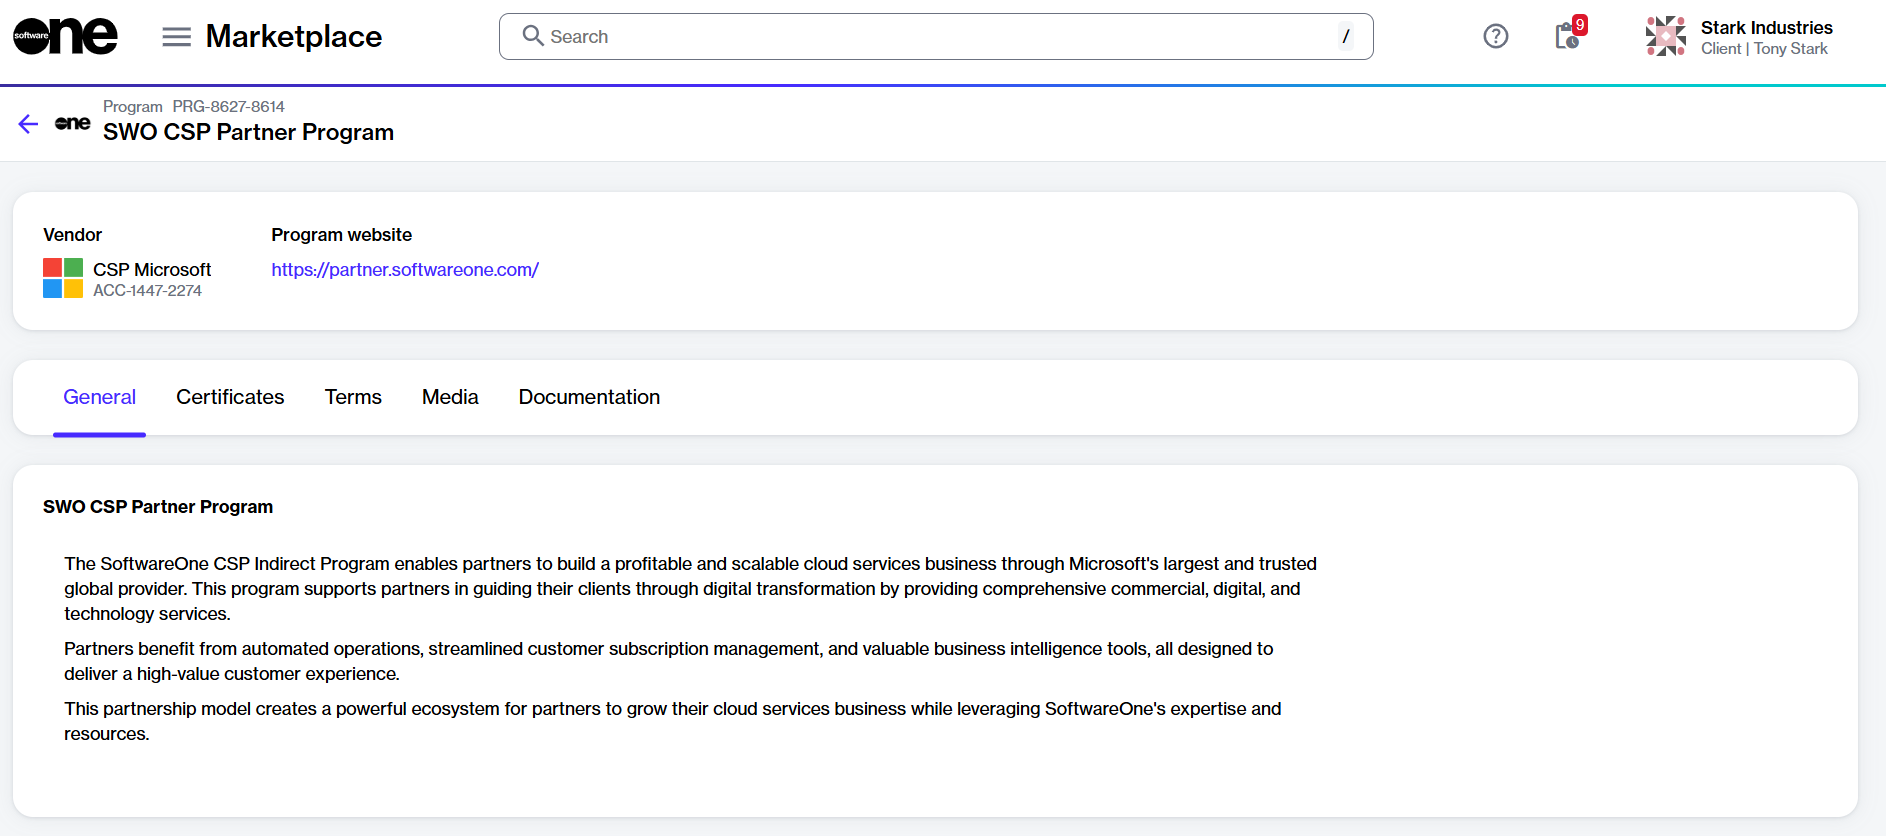 software one
Marketplace
Search
/
9
Stark Industries
Client | Tony Stark
one
Program PRG-8627-8614
SWO CSP Partner Program
Vendor
Program website
CSP Microsoft
ACC-1447-2274
https://partner.softwareone.com/
General
Certificates
Terms
Media
Documentation
SWO CSP Partner Program
The SoftwareOne CSP Indirect Program enables partners to build a profitable and scalable cloud services business through Microsoft's largest and trusted
global provider. This program supports partners in guiding their clients through digital transformation by providing comprehensive commercial, digital, and
technology services.
Partners benefit from automated operations, streamlined customer subscription management, and valuable business intelligence tools, all designed to
deliver a high-value customer experience.
This partnership model creates a powerful ecosystem for partners to grow their cloud services business while leveraging SoftwareOne's expertise and
resources.